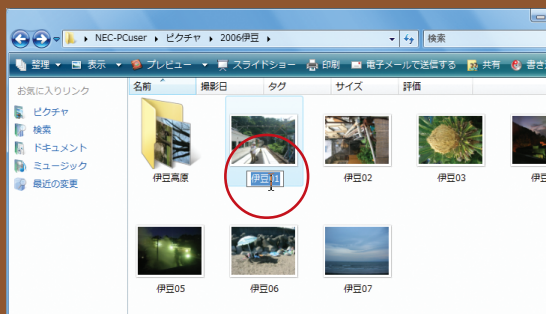 NEC-PCuser ▸ ピクチャ ▸ 2006伊豆 ▸
検索
整理 表示 プレビュー スライドショー 印刷 電子メールで送信する 共有 書き
お気に入りリンク
ピクチャ
検索
ドキュメント
ミュージック
最近の変更
名前 撮影日 タグ サイズ 評価
伊豆高原 伊豆01 伊豆02 伊豆03
伊豆05 伊豆06 伊豆07